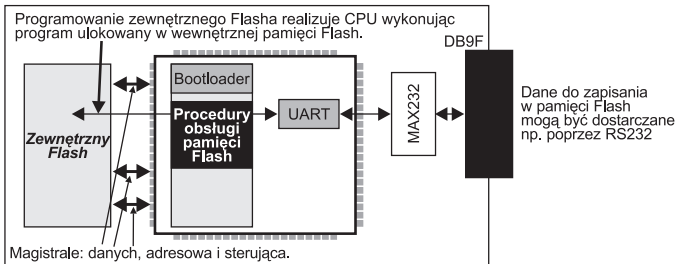 Programowanie zewnętrznego Flasha realizuje CPU wykonując
program ulokowany w wewnętrznej pamięci Flash.
DB9F
Bootloader
Procedury
obsługi
pamięci
Flash
UART
MAX232
Zewnętrzny
Flash
Dane do zapisania
w pamięci Flash
mogą być dostarczane
np. poprzez RS232
Magistrale: danych, adresowa i sterująca.